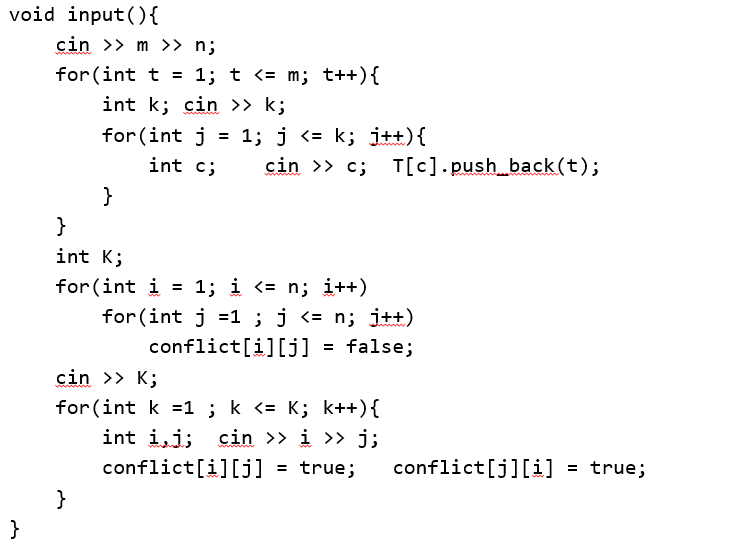 void input(){
    cin >> m >> n;
    for(int t = 1; t <= m; t++){
        int k; cin >> k;
        for(int j = 1; j <= k; j++){
            int c;    cin >> c;  T[c].push_back(t);
        }
    }
    int K;
    for(int i = 1; i <= n; i++)
        for(int j =1 ; j <= n; j++)
            conflict[i][j] = false;
    cin >> K;
    for(int k =1 ; k <= K; k++){
        int i,j;  cin >> i >> j;
        conflict[i][j] = true;   conflict[j][i] = true;
    }
}